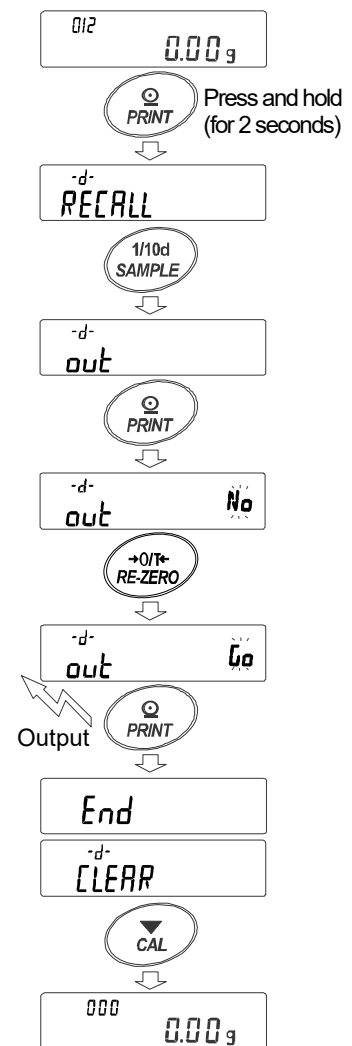 012
0.00 g
PRINT
Press and hold
(for 2 seconds)
-d-
RECALL
1/10d
SAMPLE
-d-
out
PRINT
-d-
out No
→0/T←
RE-ZERO
-d-
out Go
Output
PRINT
End
-d-
CLEAR
CAL
000
0.00 g